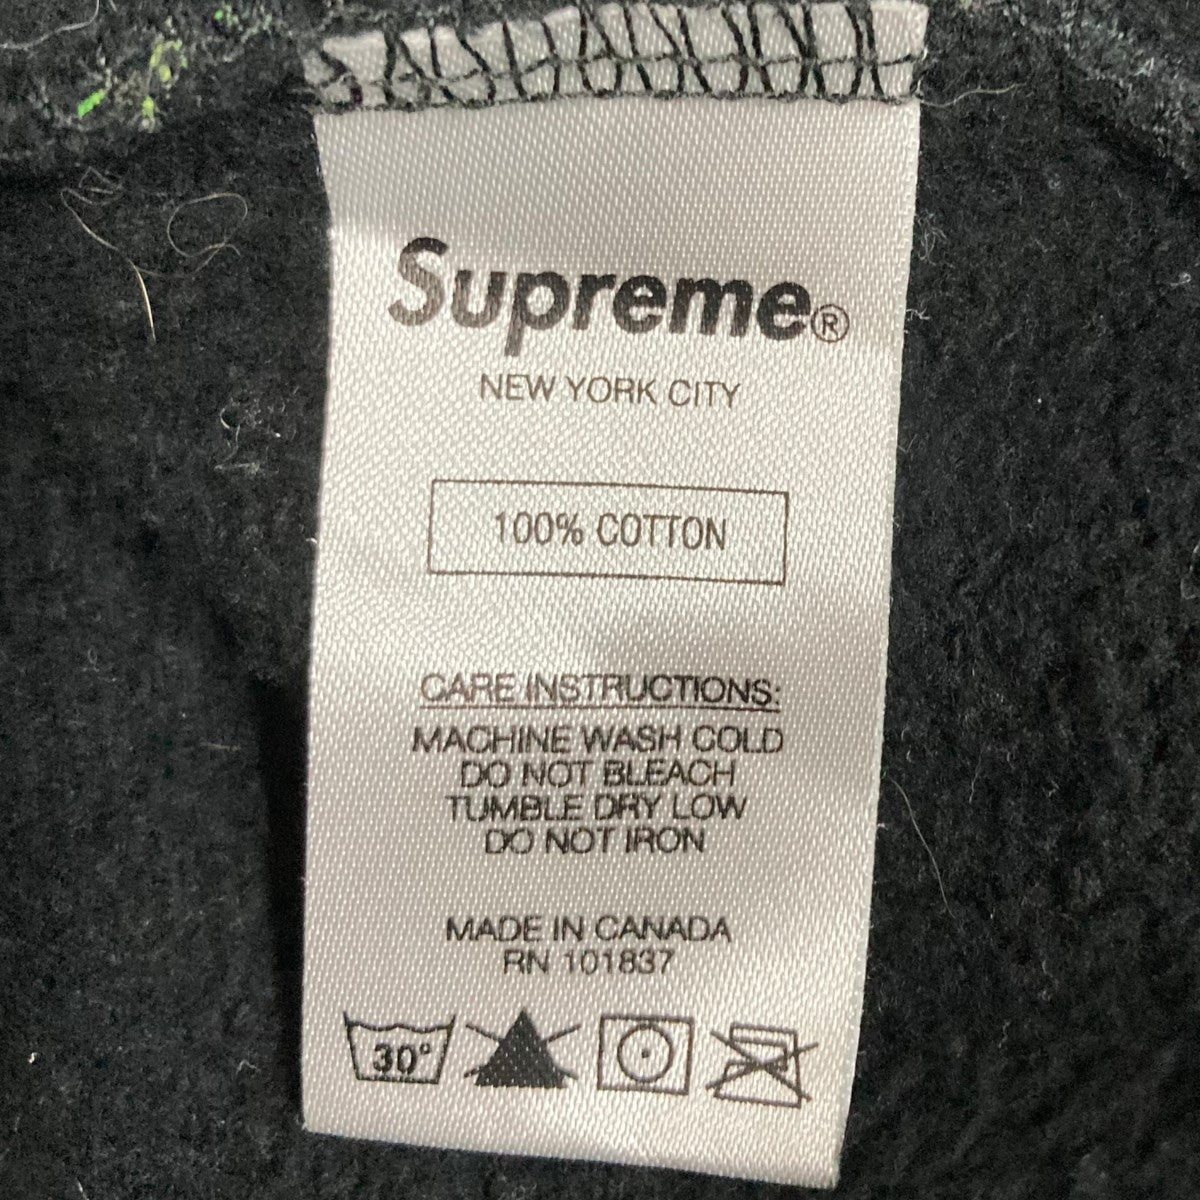 Supreme®
NEW YORK CITY
100% COTTON
CARE INSTRUCTIONS:
MACHINE WASH COLD
DO NOT BLEACH
TUMBLE DRY LOW
DO NOT IRON
MADE IN CANADA
RN 101837
30°